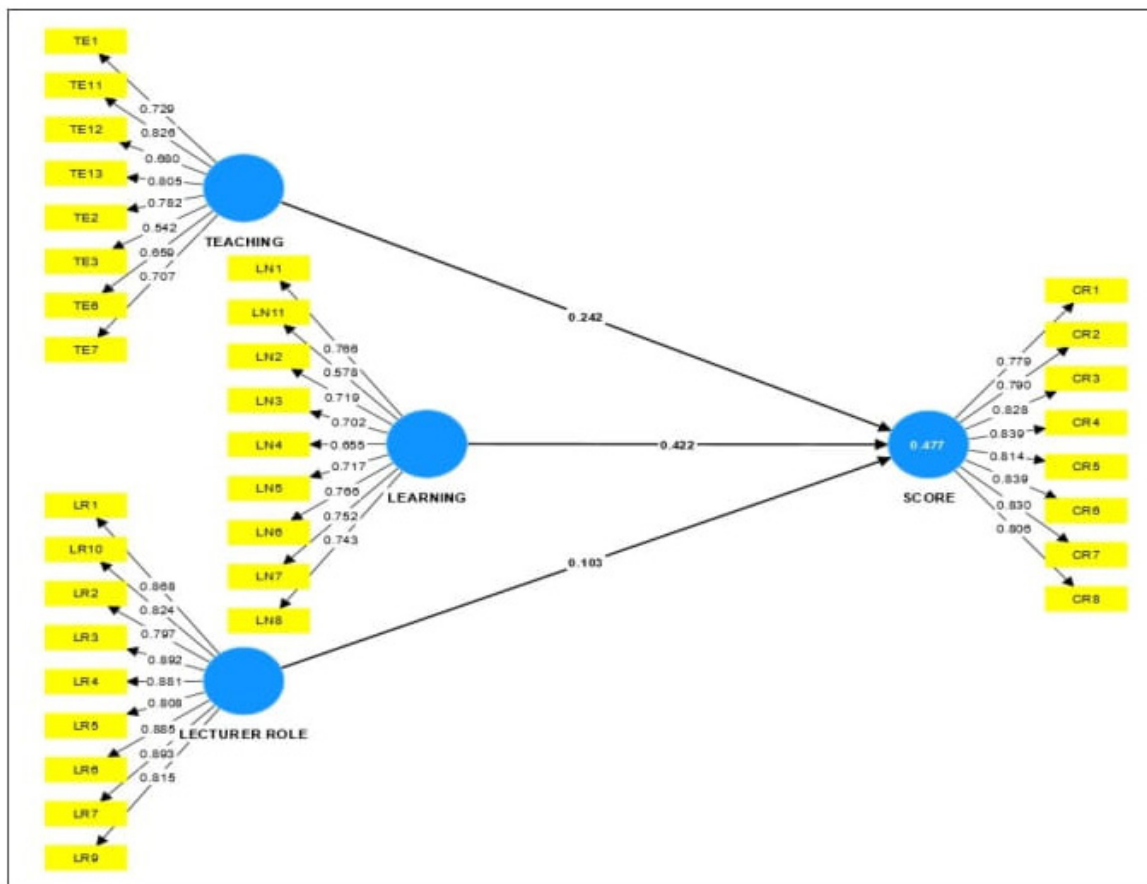 TE1
TE11
TE12
TE13
TE2
TE3
TE6
TE7
0.729
0.826
0.680
0.805
0.782
0.542
0.659
0.707
TEACHING
LN1
LN11
LN2
LN3
LN4
LN5
LN6
LN7
LN8
0.766
0.578
0.719
0.702
0.655
0.717
0.766
0.752
0.743
LEARNING
LR1
LR10
LR2
LR3
LR4
LR5
LR6
LR7
LR9
0.868
0.824
0.797
0.892
0.881
0.808
0.885
0.893
0.815
LECTURER ROLE
0.242
0.422
0.103
0.477
SCORE
0.779
0.790
0.828
0.839
0.814
0.839
0.830
0.806
CR1
CR2
CR3
CR4
CR5
CR6
CR7
CR8